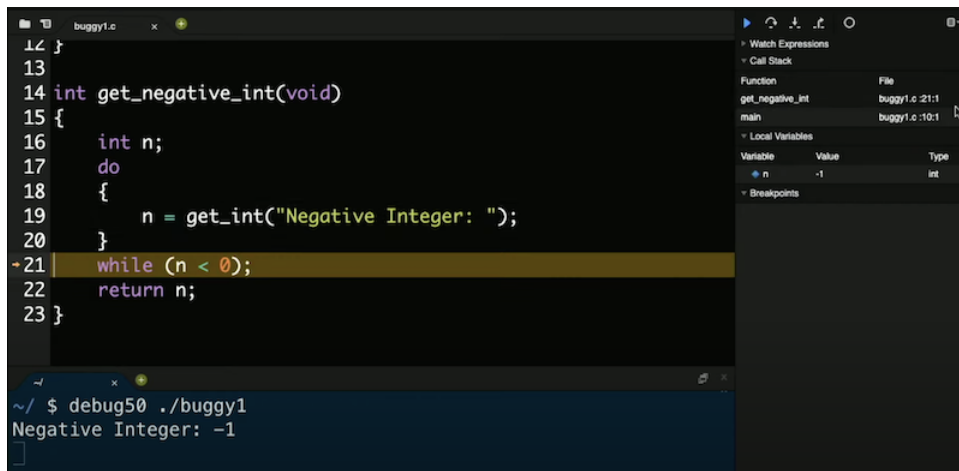 buggy1.c x
12 }
13
14 int get_negative_int(void)
15 {
16 int n;
17 do
18 {
19 n = get_int("Negative Integer: ");
20 }
21 while (n < 0);
22 return n;
23 }
~/ x
~/ $ debug50 ./buggy1
Negative Integer: -1
Watch Expressions
Call Stack
Function File
get_negative_int buggy1.c :21:1
main buggy1.c :10:1
Local Variables
Variable Value Type
n -1 int
Breakpoints